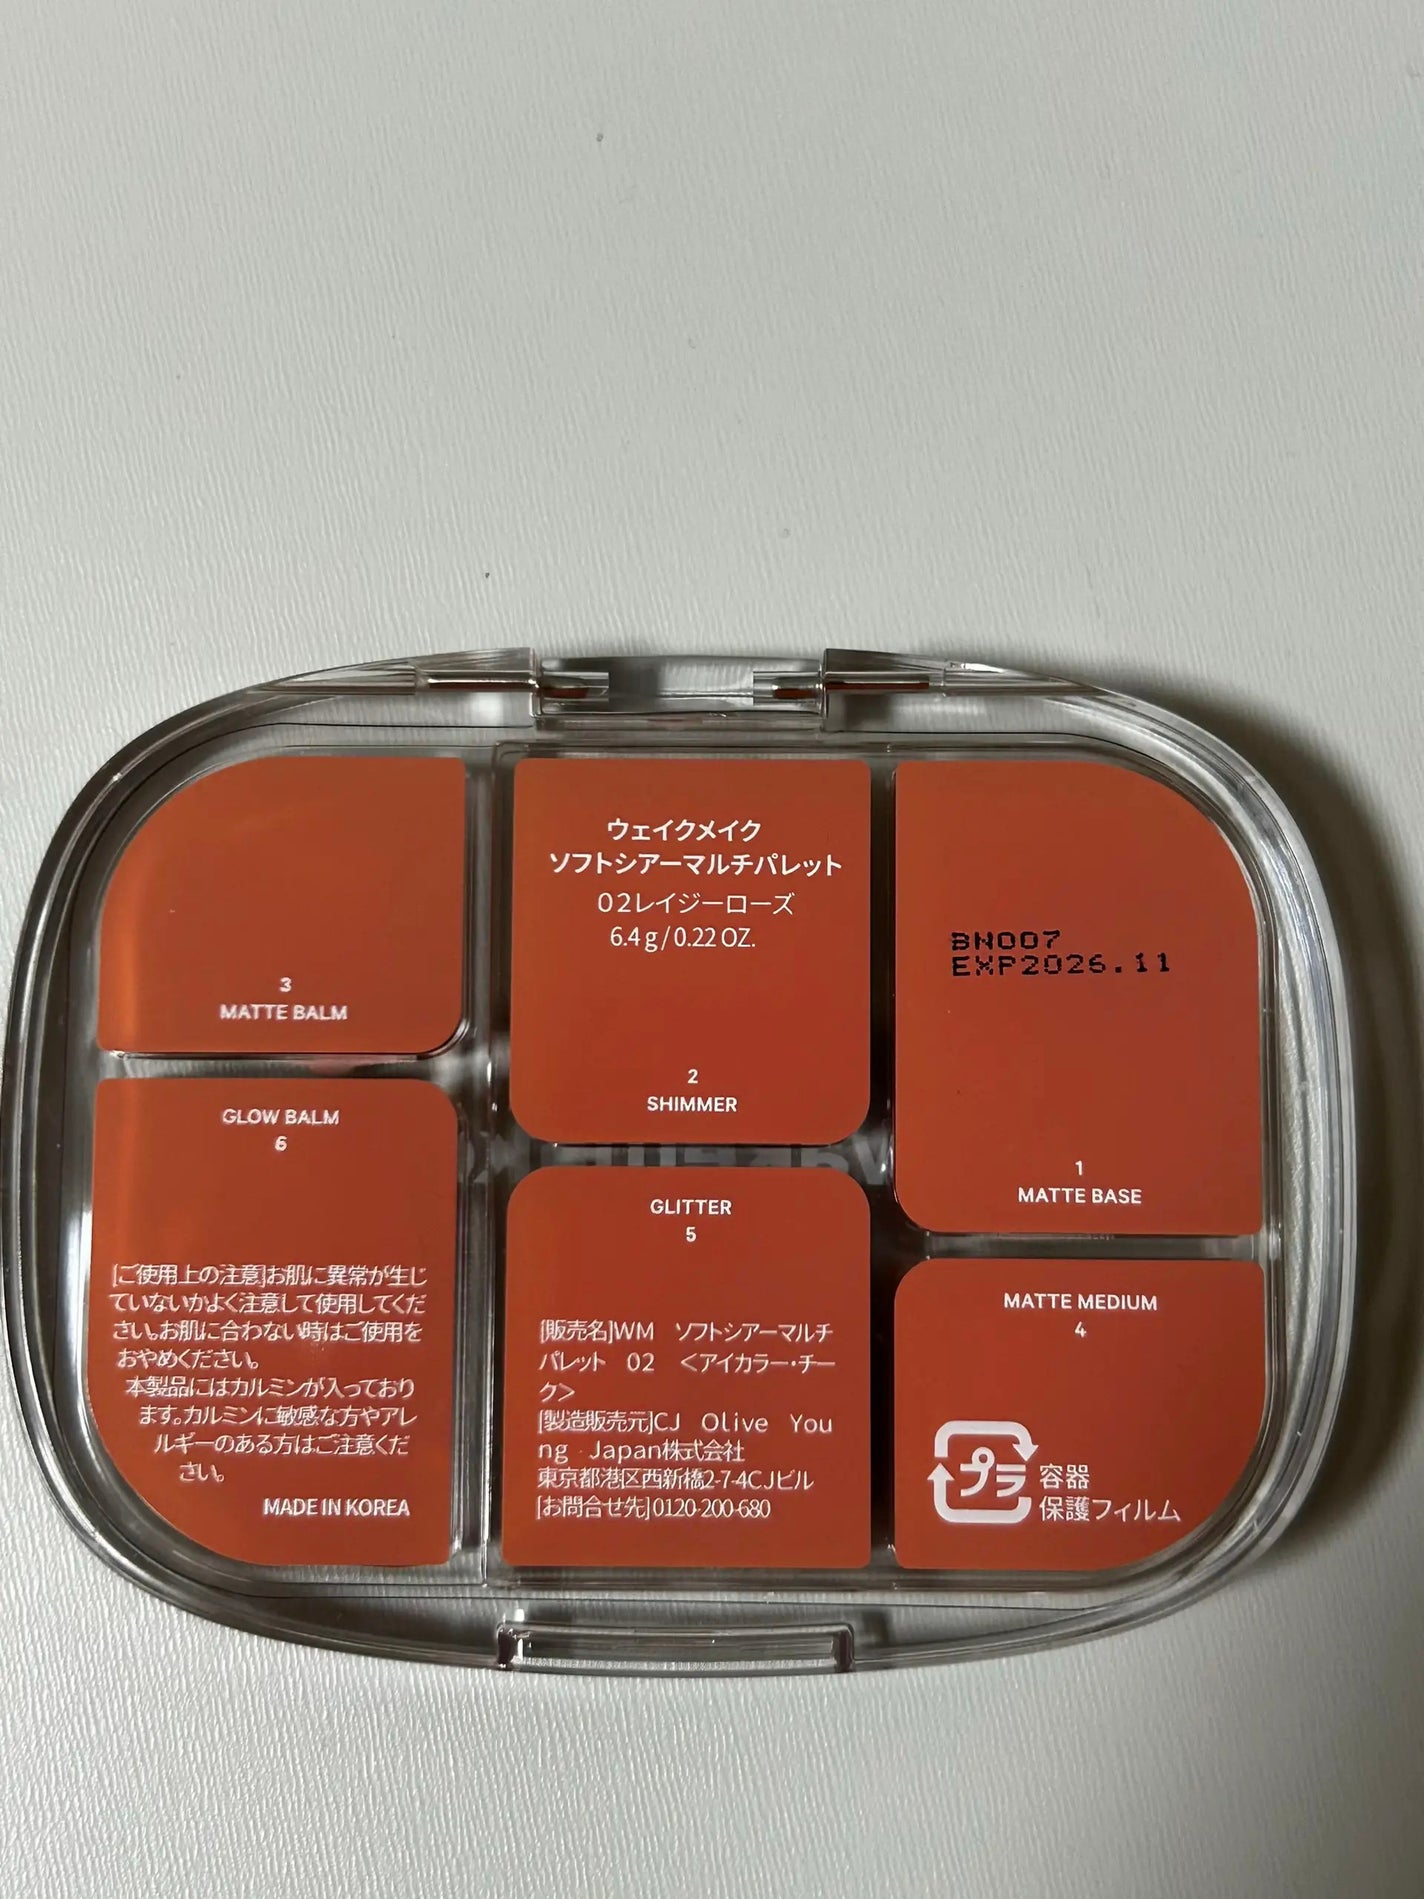 3
MATTE BALM
ウェイクメイク
ソフトシアーマルチパレット
02レイジーローズ
6.4g/0.22 OZ.
2
SHIMMER
BN007
EXP2026.11
1
MATTE BASE
GLOW BALM
6
[ご使用上の注意]お肌に異常が生じ
ていないかよく注意して使用してくだ
さい。お肌に合わない時はご使用を
おやめください。
本製品にはカルミンが入っており
ます。カルミンに敏感な方やアレ
ルギーのある方はご注意くだ
さい。
MADE IN KOREA
GLITTER
5
[販売名]WM ソフトシアーマルチ
パレット 02 <アイカラー・チー
ク>
[製造販売元]CJ Olive You
ng Japan株式会社
東京都港区西新橋2-7-4CJビル
[お問合せ先]0120-200-680
MATTE MEDIUM
4
プラ
容器
保護フィルム